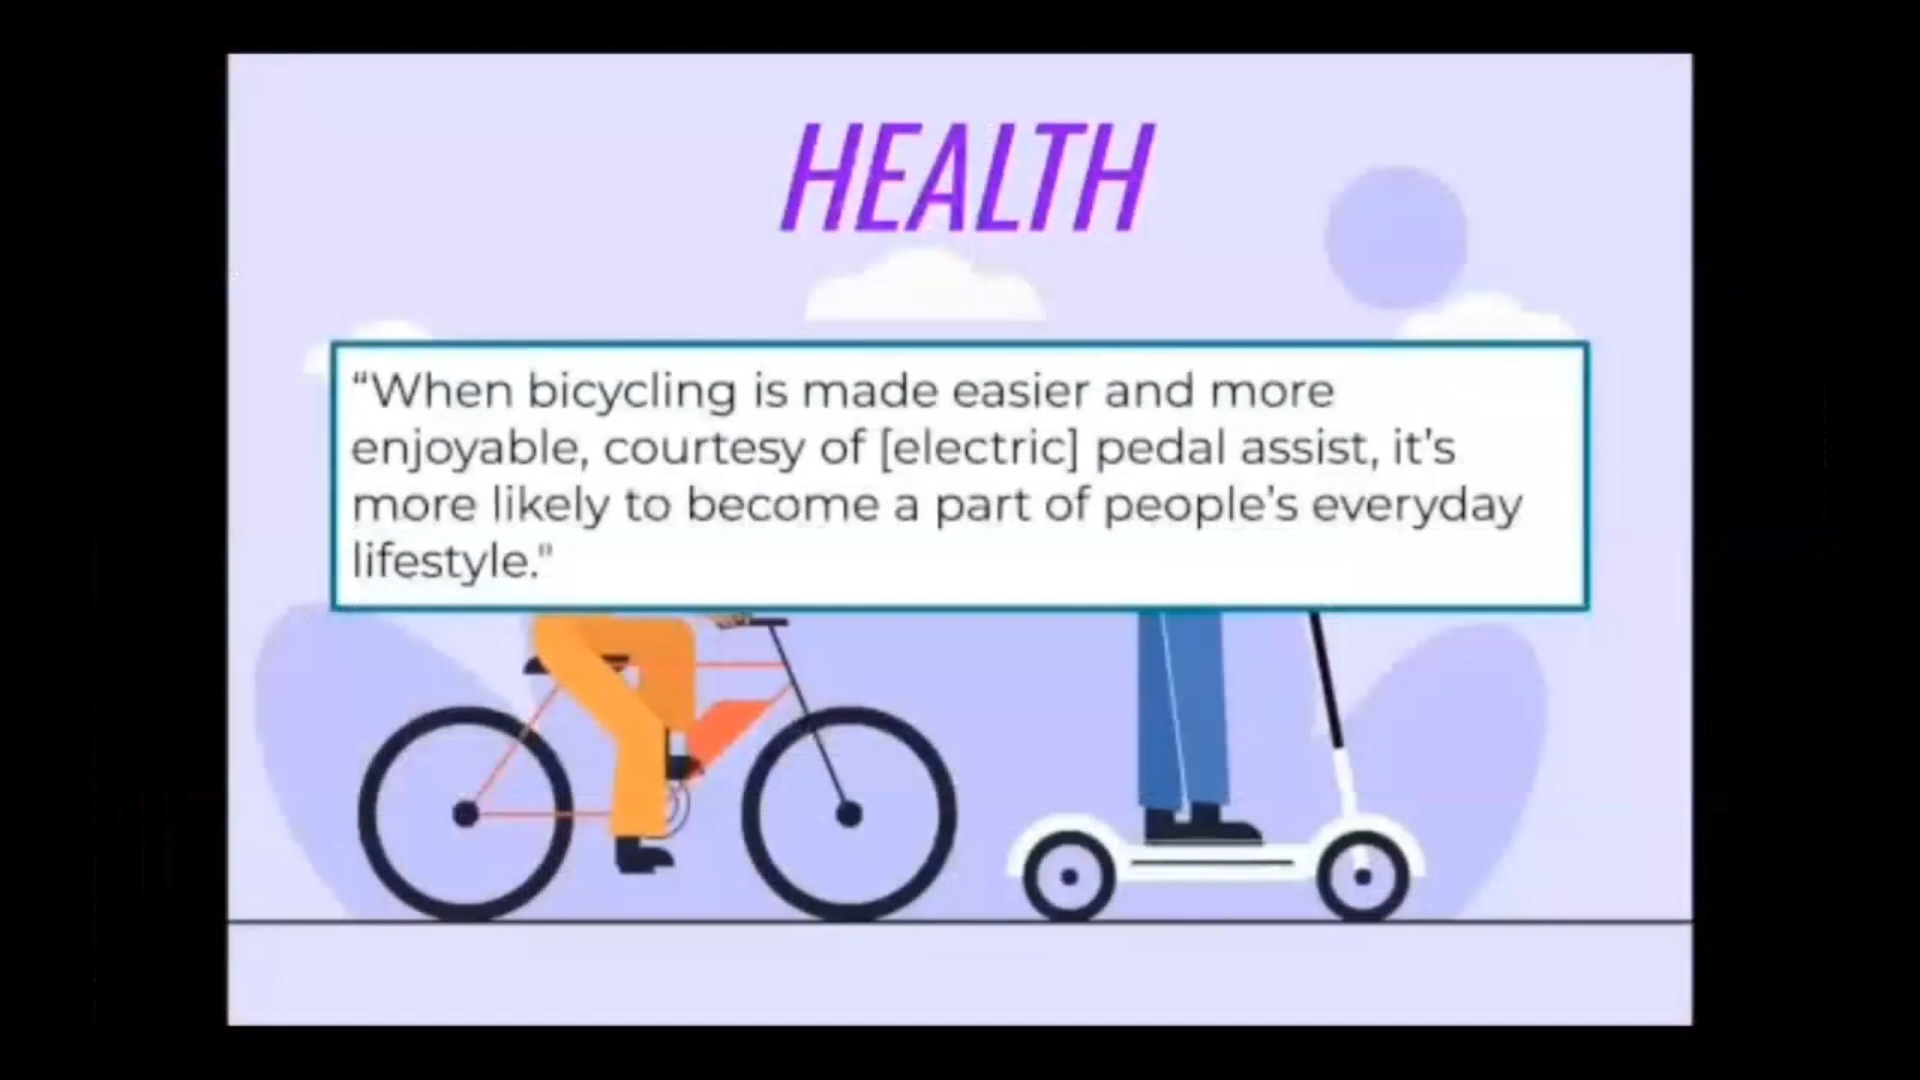 HEALTH
“When bicycling is made easier and more
enjoyable, courtesy of [electric] pedal assist, it’s
more likely to become a part of people’s everyday
lifestyle."